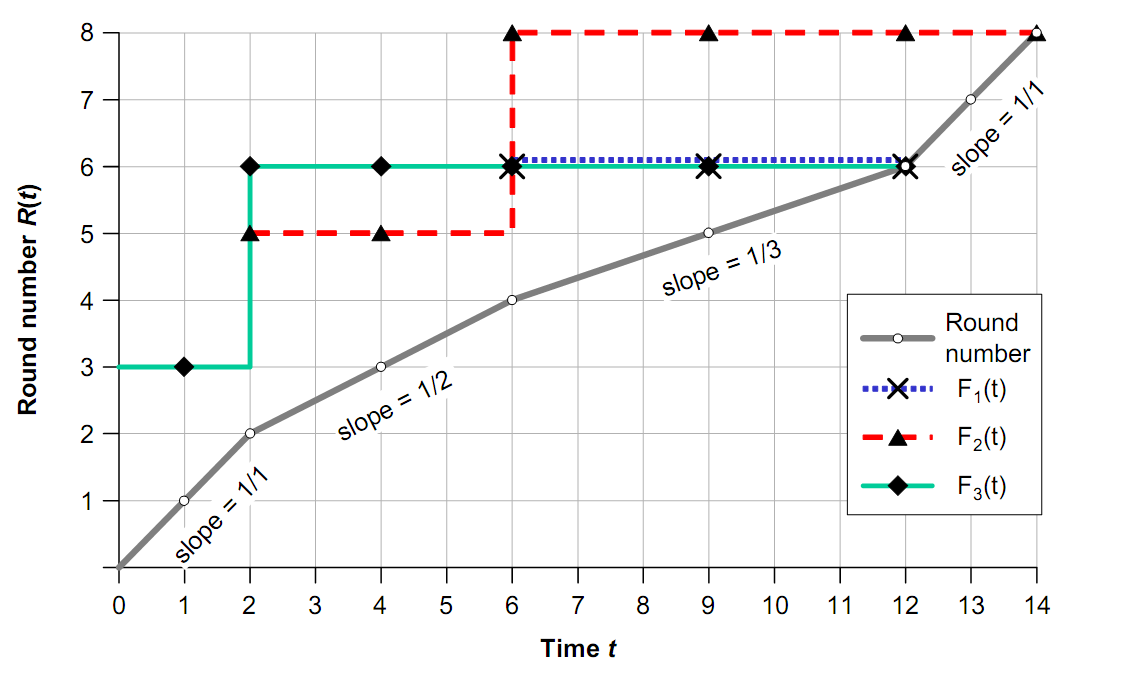 Round number R(t)
8
7
6
5
4
3
2
1
slope = 1/1
slope = 1/2
slope = 1/3
slope = 1/1
Round
number
F1(t)
F2(t)
F3(t)
0 1 2 3 4 5 6 7 8 9 10 11 12 13 14
Time t